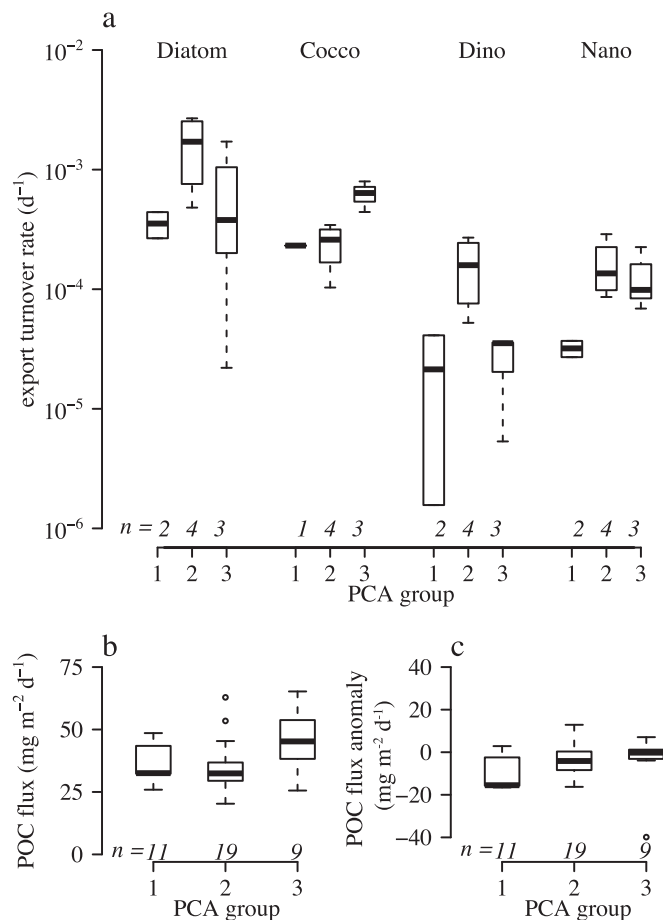 a
Diatom Cocco Dino Nano
export turnover rate (d⁻¹)
10⁻²
10⁻³
10⁻⁴
10⁻⁵
10⁻⁶
n = 2 4 3 1 4 3 2 4 3 2 4 3
1 2 3 1 2 3 1 2 3 1 2 3
PCA group
b
POC flux (mg m⁻² d⁻¹)
75
50
25
0
n = 11 19 9
1 2 3
PCA group
c
POC flux anomaly
(mg m⁻² d⁻¹)
40
20
0
−20
−40
n = 11 19 9
1 2 3
PCA group